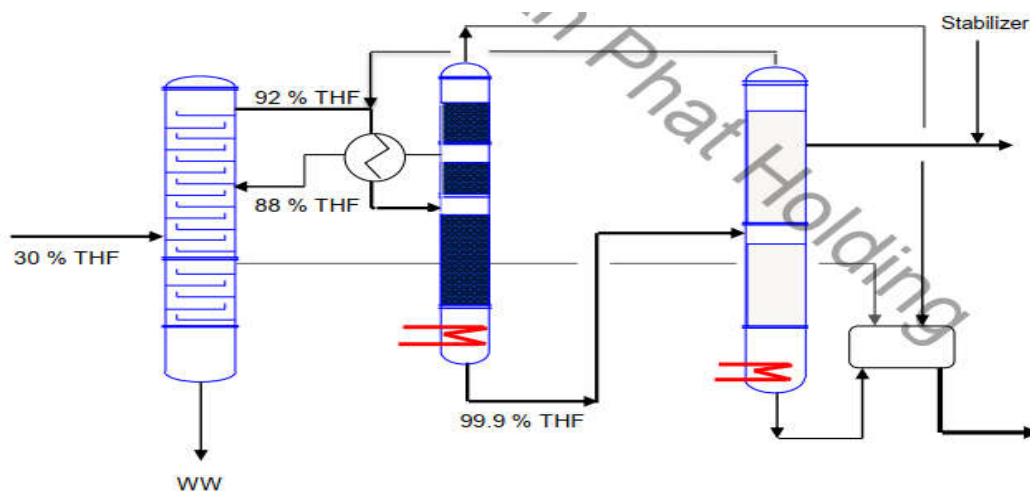 Stabilizer
92 % THF
88 % THF
30 % THF
99.9 % THF
WW
Phat Holding